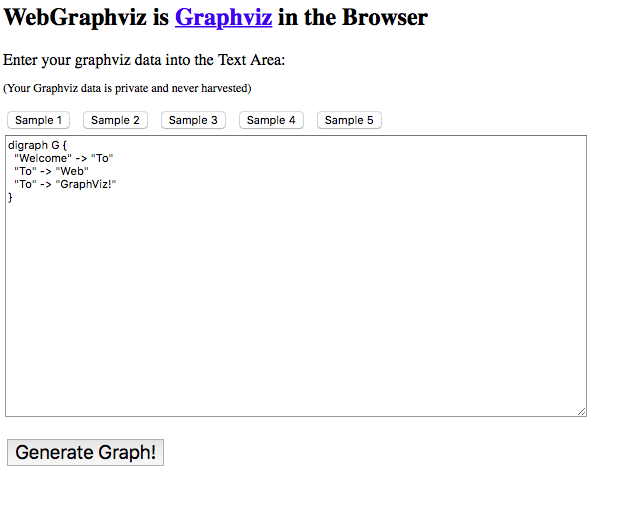 WebGraphviz is Graphviz in the Browser
Enter your graphviz data into the Text Area:
(Your Graphviz data is private and never harvested)
Sample 1 Sample 2 Sample 3 Sample 4 Sample 5
digraph G {
  "Welcome" -> "To"
  "To" -> "Web"
  "To" -> "GraphViz!"
}
Generate Graph!